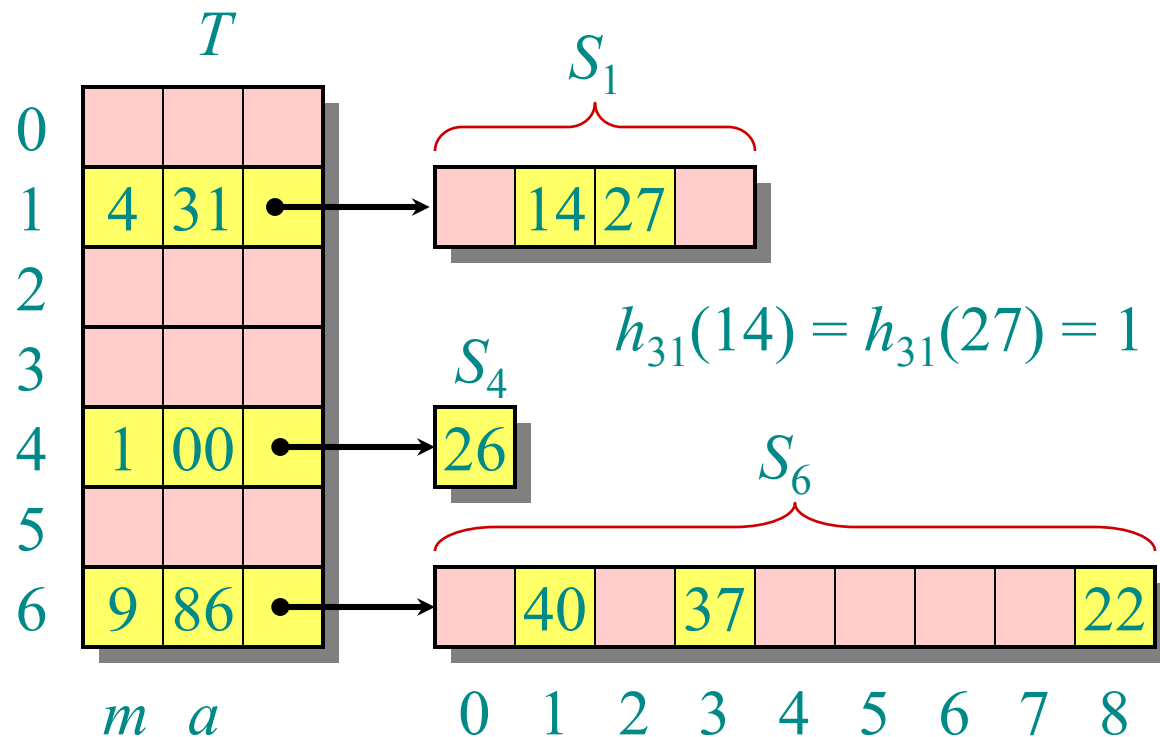 T
S₁
0
1 4 31 14 27
2
h₃₁(14) = h₃₁(27) = 1
3
S₄
4 1 00 26
S₆
5
6 9 86 40 37 22
m a 0 1 2 3 4 5 6 7 8